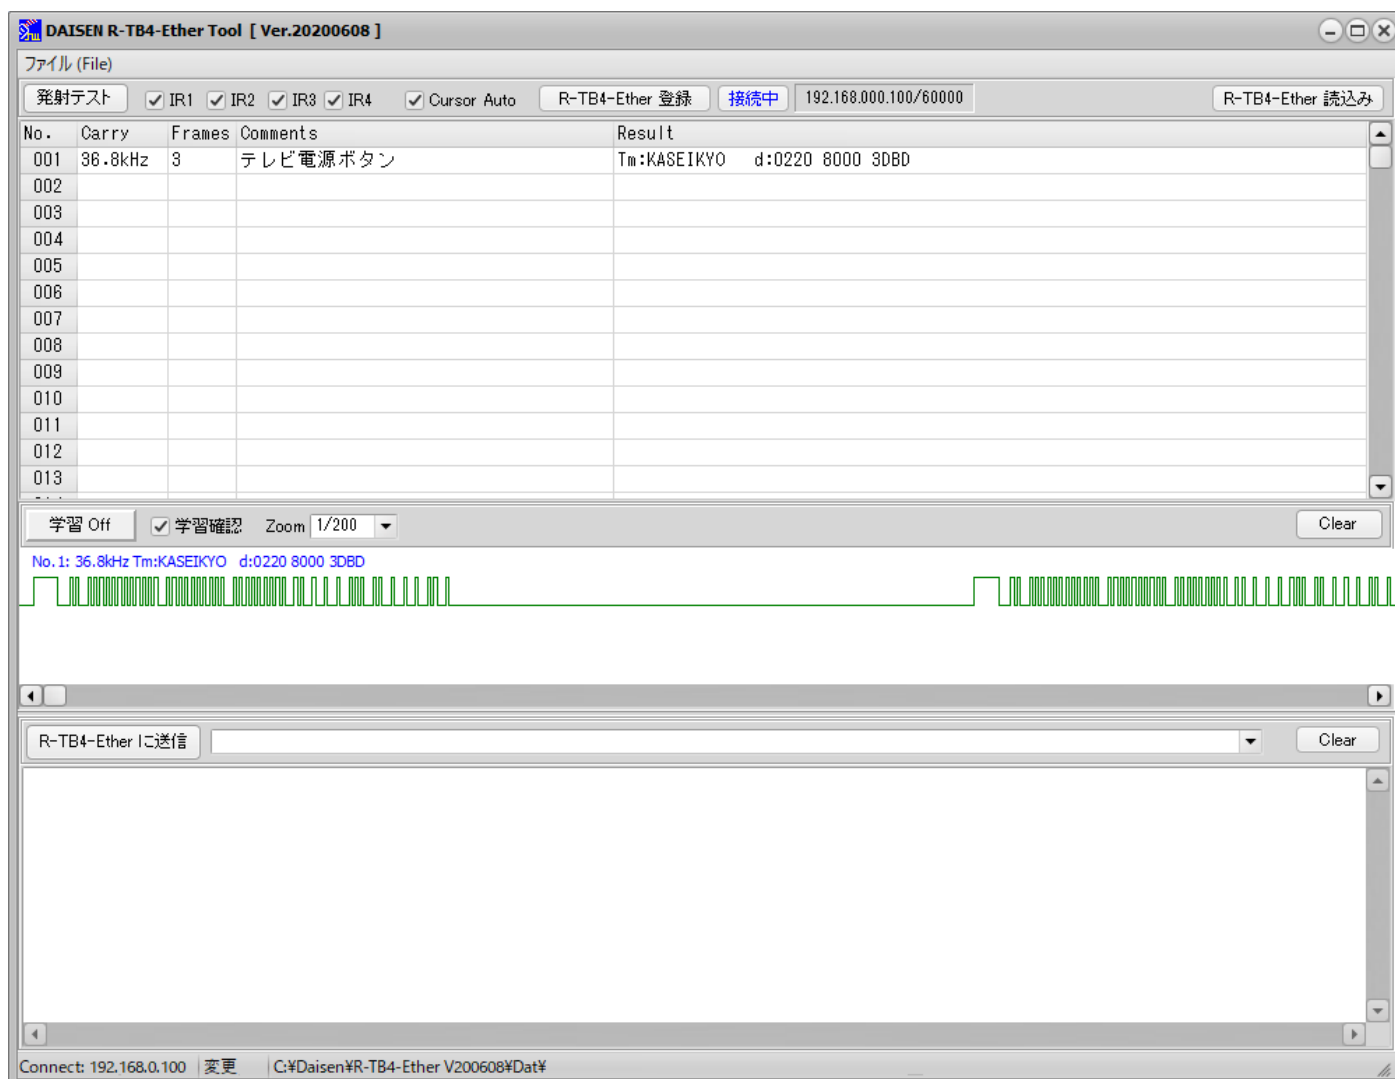 DAISEN R-TB4-Ether Tool [ Ver.20200608 ]
ファイル (File)
発射テスト IR1 IR2 IR3 IR4 Cursor Auto R-TB4-Ether 登録 接続中 192.168.000.100/60000 R-TB4-Ether 読込み
No. Carry Frames Comments Result
001 36.8kHz 3 テレビ電源ボタン Tm:KASEIKYO d:0220 8000 3DBD
002
003
004
005
006
007
008
009
010
011
012
013
学習 Off 学習確認 Zoom 1/200 Clear
No.1: 36.8kHz Tm:KASEIKYO d:0220 8000 3DBD
R-TB4-Ether に送信 Clear
Connect: 192.168.0.100 変更 C:¥Daisen¥R-TB4-Ether V200608¥Dat¥